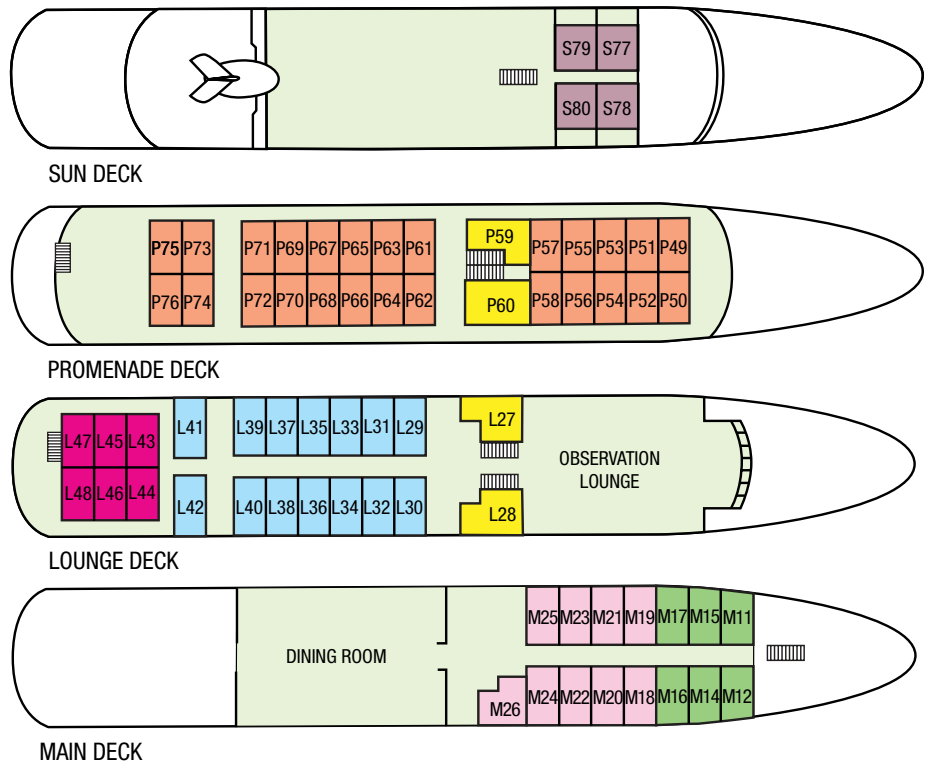 S79 S77
S80 S78
SUN DECK
P75 P73 P71 P69 P67 P65 P63 P61 P59 P57 P55 P53 P51 P49
P76 P74 P72 P70 P68 P66 P64 P62 P60 P58 P56 P54 P52 P50
PROMENADE DECK
L47 L45 L43 L41 L39 L37 L35 L33 L31 L29 L27
OBSERVATION
LOUNGE
L48 L46 L44 L42 L40 L38 L36 L34 L32 L30 L28
LOUNGE DECK
M25 M23 M21 M19 M17 M15 M11
DINING ROOM
M26 M24 M22 M20 M18 M16 M14 M12
MAIN DECK